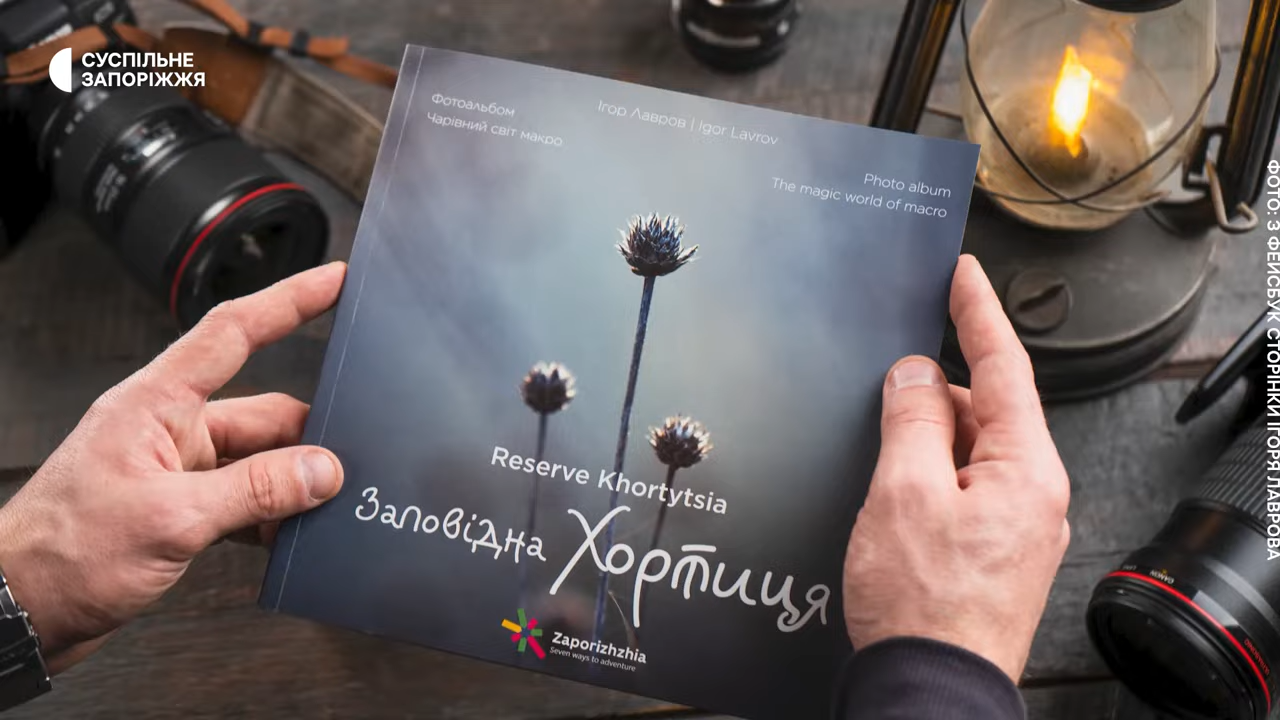 СУСПІЛЬНЕ
ЗАПОРІЖЖЯ
Фотоальбом
Чарівний світ макро
Ігор Лавров | Igor Lavrov
Photo album
The magic world of macro
Reserve Khortytsia
Заповідна Хортиця
Zaporizhzhia
Seven ways to adventure
ФОТО: З ФЕЙСБУК СТОРІНКИ ІГОРЯ ЛАВРОВА
CANON